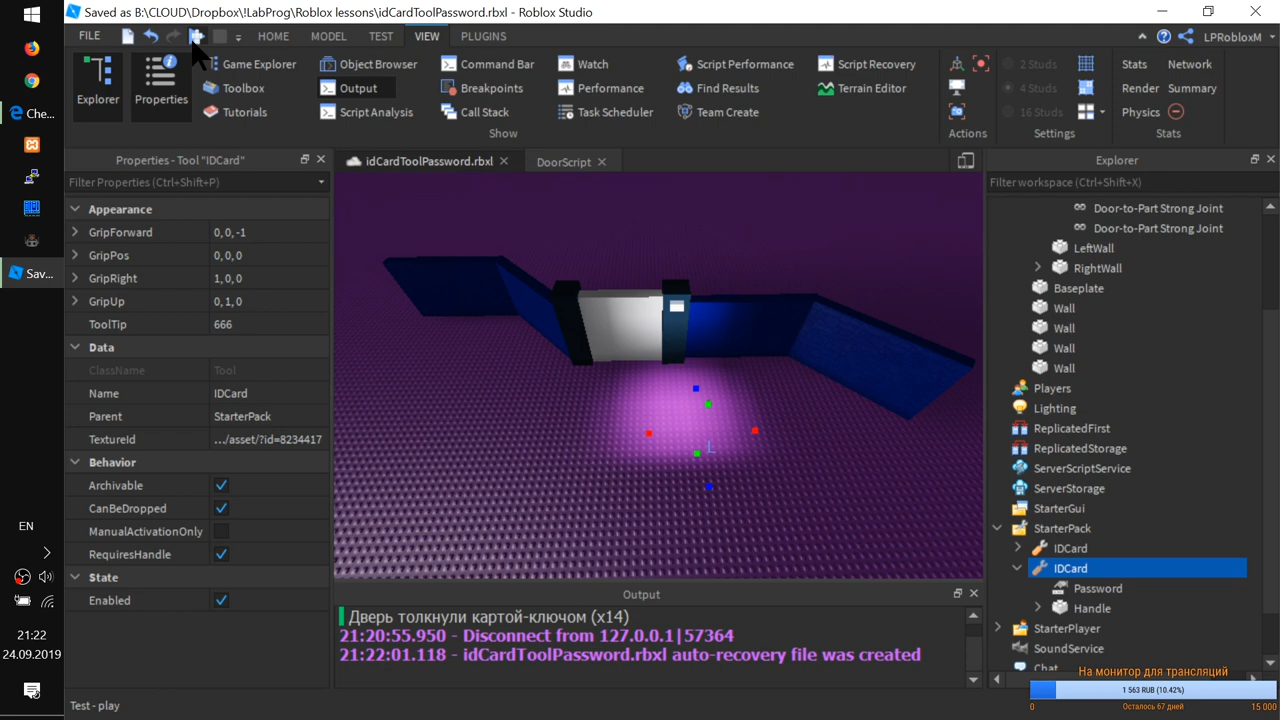 Saved as B:\CLOUD\Dropbox\!LabProg\Roblox lessons\idCardToolPassword.rbxl - Roblox Studio
FILE HOME MODEL TEST VIEW PLUGINS LPRobloxM
Explorer Properties
Game Explorer Object Browser Command Bar Watch Script Performance Script Recovery
Toolbox Output Breakpoints Performance Find Results Terrain Editor
Tutorials Script Analysis Call Stack Task Scheduler Team Create
2 Studs
4 Studs
16 Studs
Stats Network
Render Summary
Physics
Show Actions Settings Stats
Che...
Sav...
EN
21:22
24.09.2019
Properties - Tool "IDCard"
Filter Properties (Ctrl+Shift+P)
Appearance
GripForward 0, 0, -1
GripPos 0, 0, 0
GripRight 1, 0, 0
GripUp 0, 1, 0
ToolTip 666
Data
ClassName Tool
Name IDCard
Parent StarterPack
TextureId .../asset/?id=8234417
Behavior
Archivable
CanBeDropped
ManualActivationOnly
RequiresHandle
State
Enabled
idCardToolPassword.rbxl DoorScript
L
Output
Дверь толкнули картой-ключом (x14)
21:20:55.950 - Disconnect from 127.0.0.1|57364
21:22:01.118 - idCardToolPassword.rbxl auto-recovery file was created
Explorer
Filter workspace (Ctrl+Shift+X)
Door-to-Part Strong Joint
Door-to-Part Strong Joint
LeftWall
RightWall
Baseplate
Wall
Wall
Wall
Wall
Players
Lighting
ReplicatedFirst
ReplicatedStorage
ServerScriptService
ServerStorage
StarterGui
StarterPack
IDCard
IDCard
Password
Handle
StarterPlayer
SoundService
Chat
На монитор для трансляций
1 563 RUB (10.42%)
0 Осталось 67 дней 15 000
Test - play